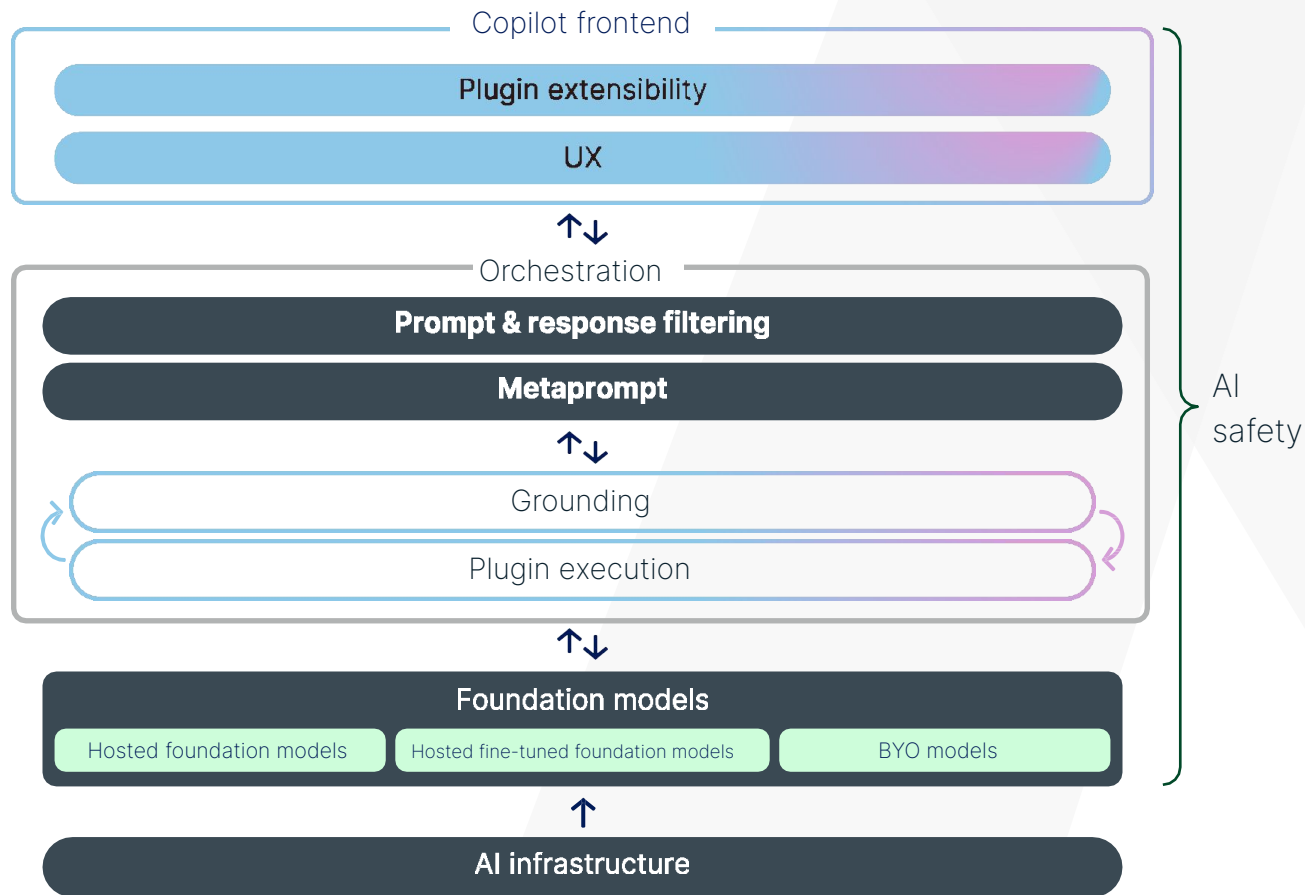 Copilot frontend
Plugin extensibility
UX
Orchestration
Prompt & response filtering
Metaprompt
Grounding
Plugin execution
AI
safety
Foundation models
Hosted foundation models
Hosted fine-tuned foundation models
BYO models
AI infrastructure